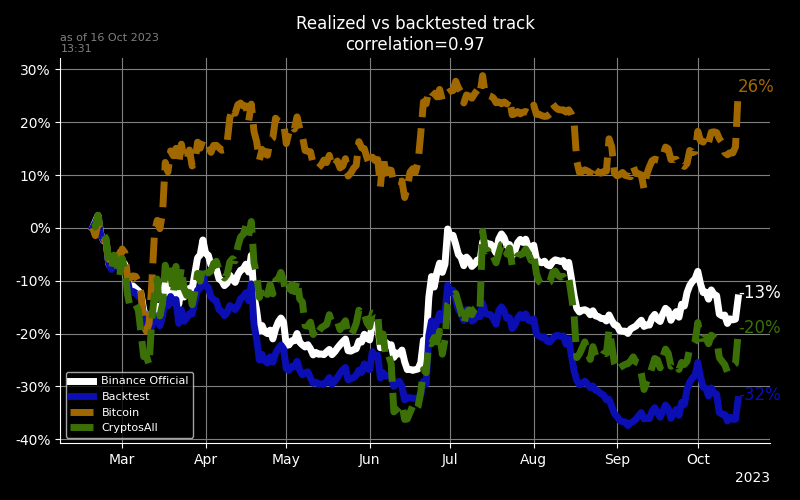 Realized vs backtested track
correlation=0.97
as of 16 Oct 2023
13:31
30%
20%
10%
0%
-10%
-20%
-30%
-40%
26%
-13%
-20%
-32%
Binance Official
Backtest
Bitcoin
CryptosAll
Mar Apr May Jun Jul Aug Sep Oct
2023